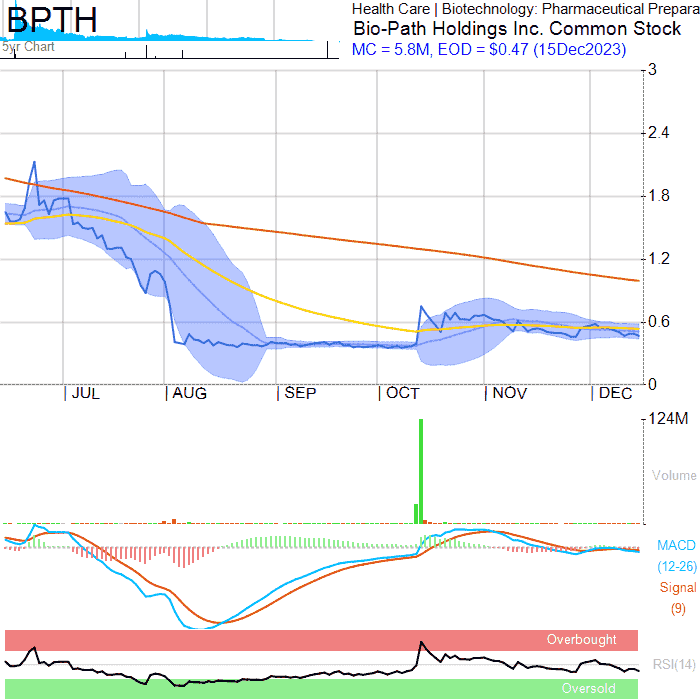 BPTH
5yr Chart
Health Care | Biotechnology: Pharmaceutical Prepara
Bio-Path Holdings Inc. Common Stock
MC = 5.8M, EOD = $0.47 (15Dec2023)
3
2.4
1.8
1.2
0.6
0
JUL
AUG
SEP
OCT
NOV
DEC
124M
Volume
MACD
(12-26)
Signal
(9)
Overbought
RSI(14)
Oversold